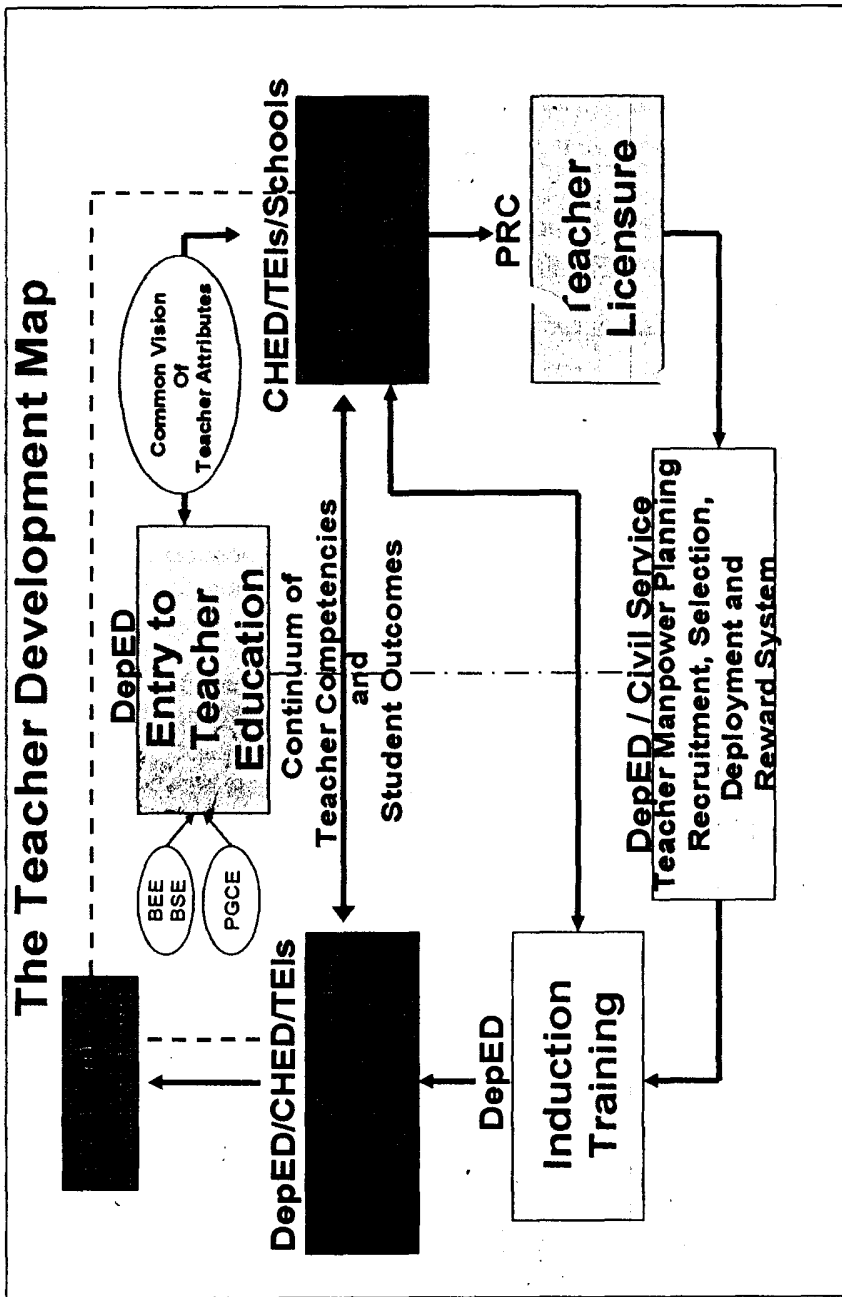 The Teacher Development Map
BEE
BSE
PGCE
DepED
Entry to
Teacher
Education
Common Vision
Of
Teacher Attributes
DepED/CHED/TEIs
Continuum of
Teacher Competencies
and
Student Outcomes
CHED/TEIs/Schools
DepED
Induction
Training
PRC
Teacher
Licensure
DepED / Civil Service
Teacher Manpower Planning
Recruitment, Selection,
Deployment and
Reward System